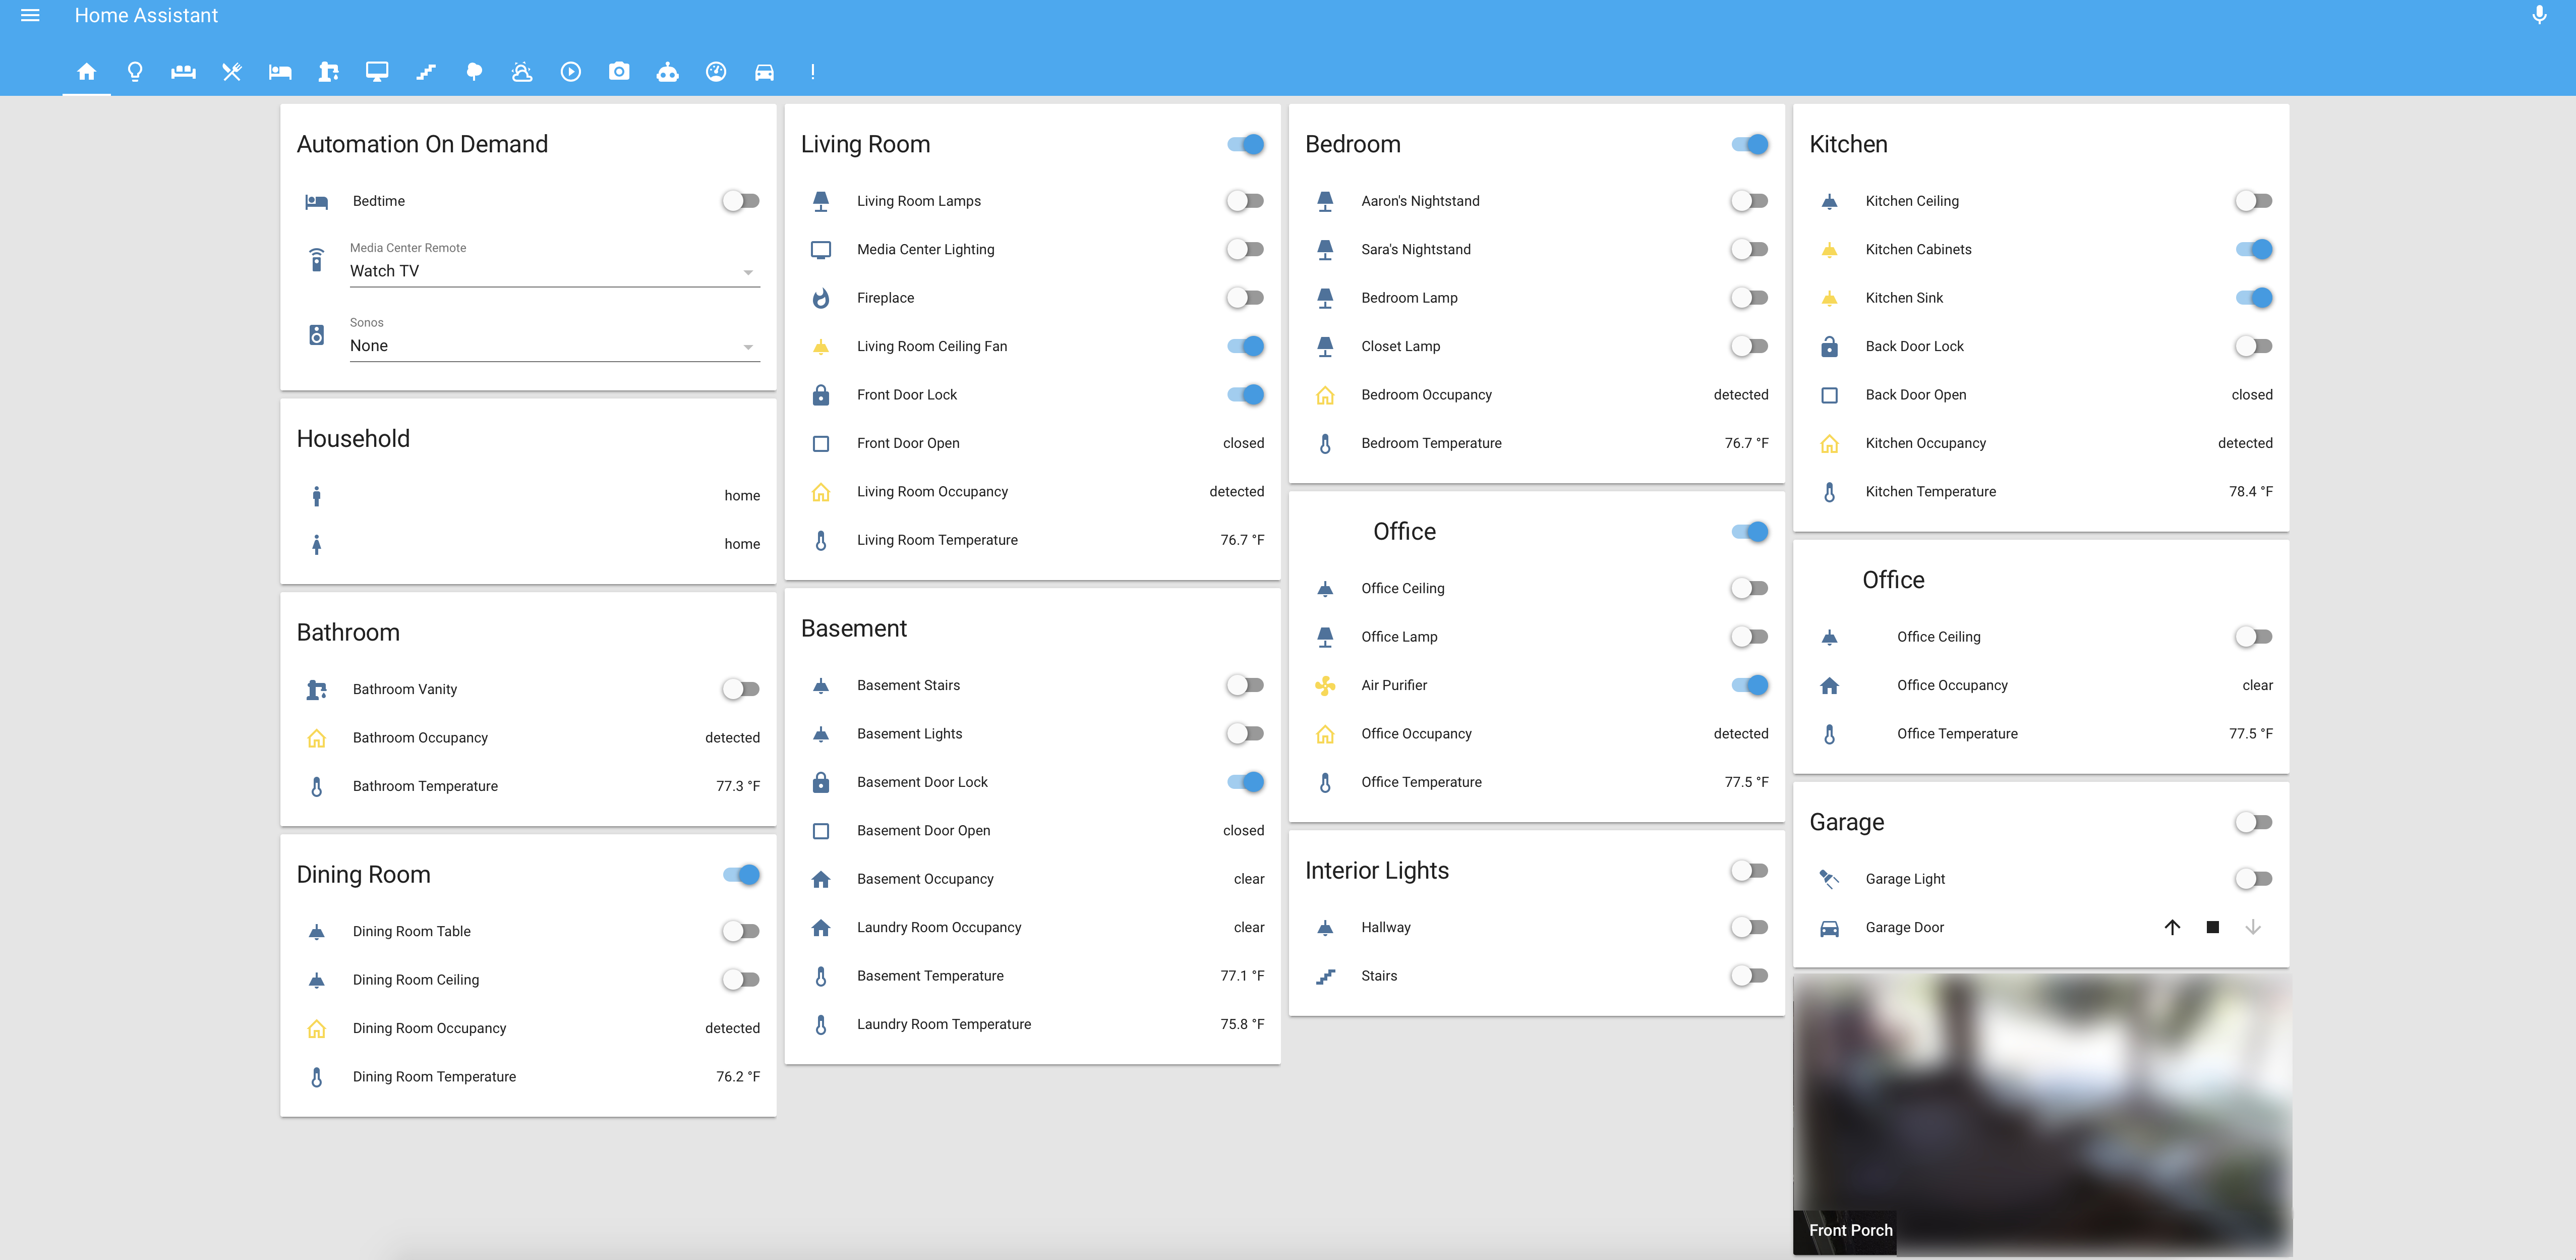 Home Assistant
Automation On Demand
Bedtime
Media Center Remote
Watch TV
Sonos
None
Household
home
home
Bathroom
Bathroom Vanity
Bathroom Occupancy detected
Bathroom Temperature 77.3 °F
Dining Room
Dining Room Table
Dining Room Ceiling
Dining Room Occupancy detected
Dining Room Temperature 76.2 °F
Living Room
Living Room Lamps
Media Center Lighting
Fireplace
Living Room Ceiling Fan
Front Door Lock
Front Door Open closed
Living Room Occupancy detected
Living Room Temperature 76.7 °F
Basement
Basement Stairs
Basement Lights
Basement Door Lock
Basement Door Open closed
Basement Occupancy clear
Laundry Room Occupancy clear
Basement Temperature 77.1 °F
Laundry Room Temperature 75.8 °F
Bedroom
Aaron's Nightstand
Sara's Nightstand
Bedroom Lamp
Closet Lamp
Bedroom Occupancy detected
Bedroom Temperature 76.7 °F
Office
Office Ceiling
Office Lamp
Air Purifier
Office Occupancy detected
Office Temperature 77.5 °F
Interior Lights
Hallway
Stairs
Kitchen
Kitchen Ceiling
Kitchen Cabinets
Kitchen Sink
Back Door Lock
Back Door Open closed
Kitchen Occupancy detected
Kitchen Temperature 78.4 °F
Office
Office Ceiling
Office Occupancy clear
Office Temperature 77.5 °F
Garage
Garage Light
Garage Door
Front Porch